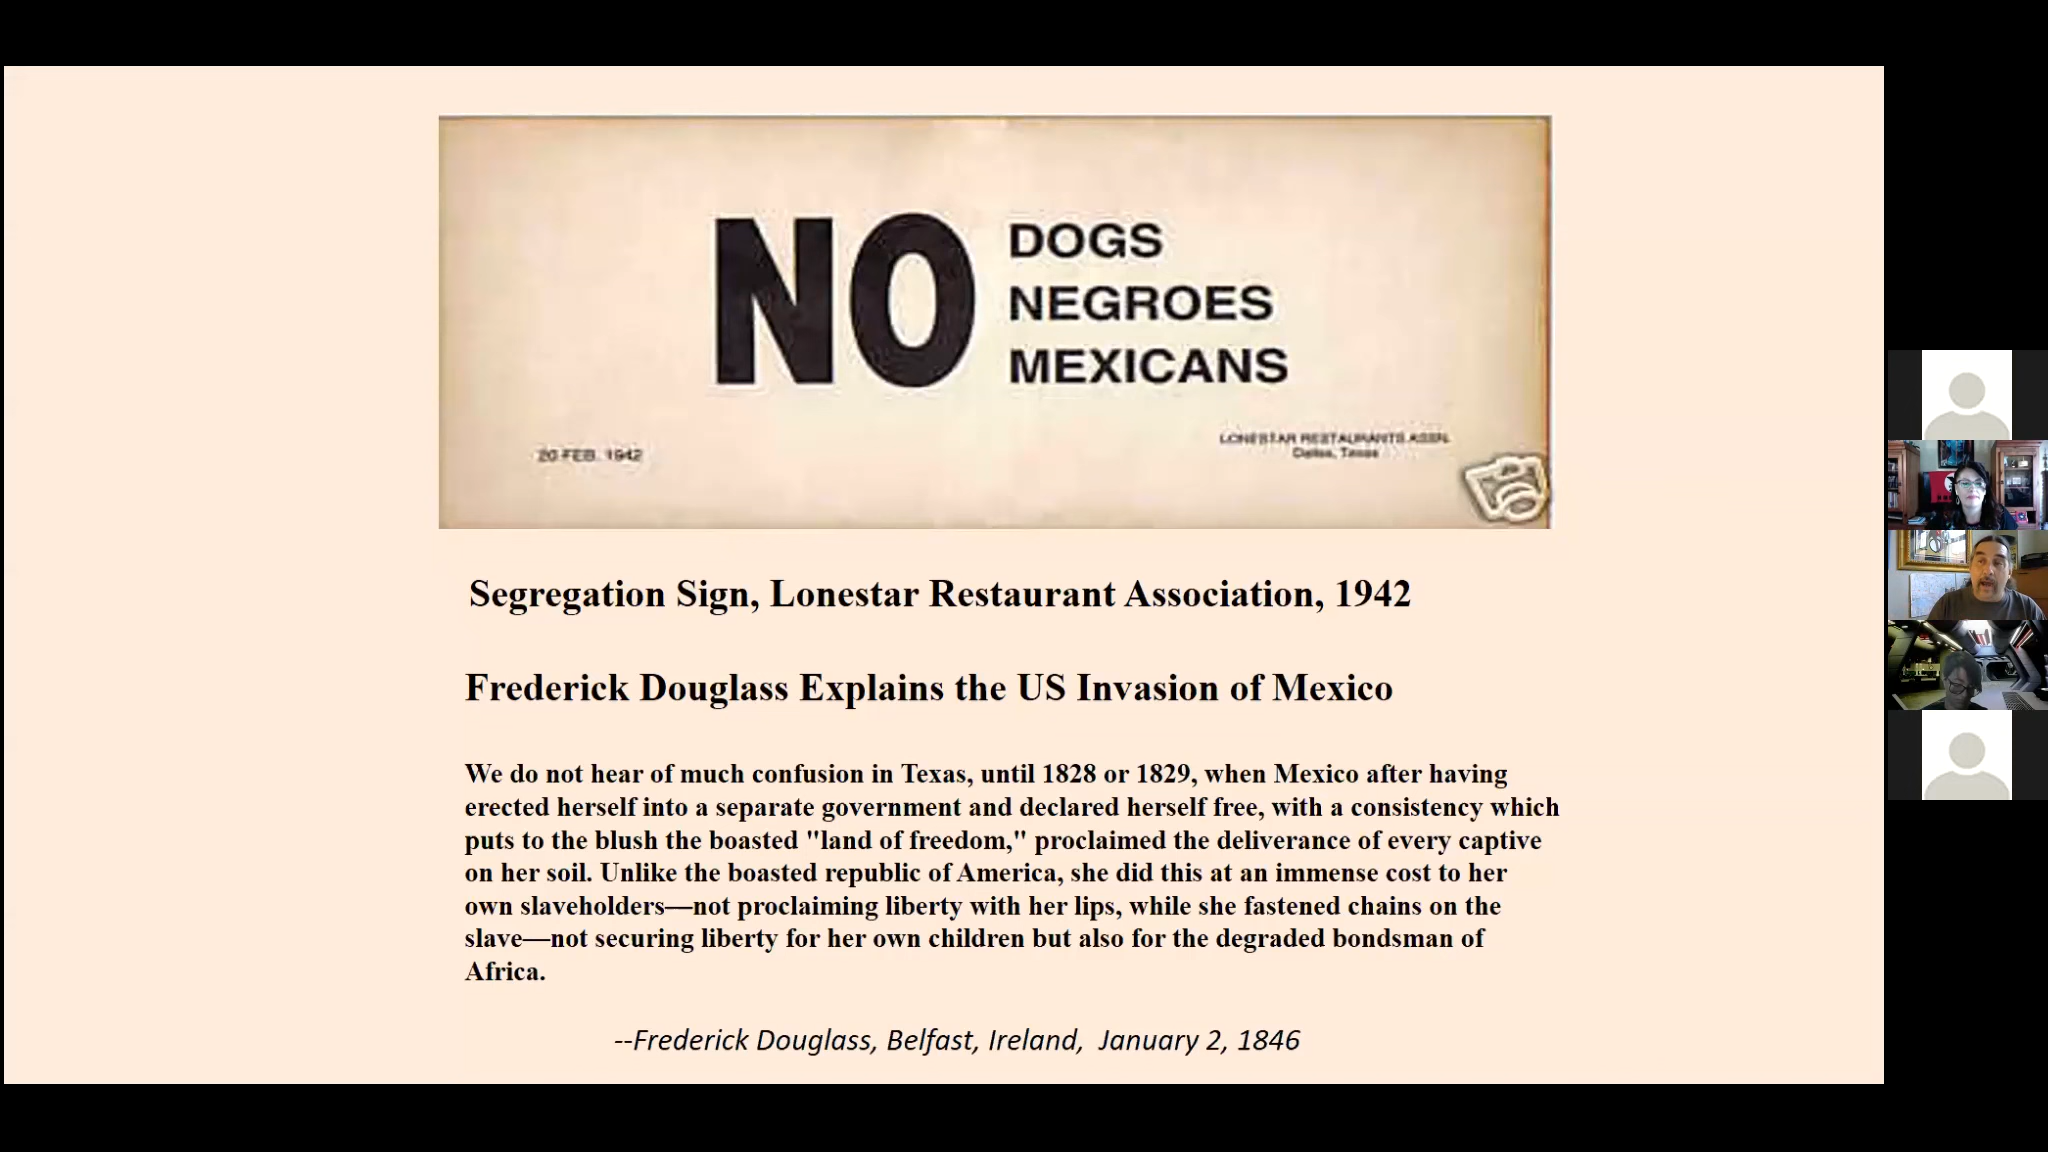 NO
DOGS
NEGROES
MEXICANS
20 FEB. 1942
LONESTAR RESTAURANTS ASSN.
Dallas, Texas
Segregation Sign, Lonestar Restaurant Association, 1942
Frederick Douglass Explains the US Invasion of Mexico
We do not hear of much confusion in Texas, until 1828 or 1829, when Mexico after having
erected herself into a separate government and declared herself free, with a consistency which
puts to the blush the boasted "land of freedom," proclaimed the deliverance of every captive
on her soil. Unlike the boasted republic of America, she did this at an immense cost to her
own slaveholders—not proclaiming liberty with her lips, while she fastened chains on the
slave—not securing liberty for her own children but also for the degraded bondsman of
Africa.
--Frederick Douglass, Belfast, Ireland, January 2, 1846